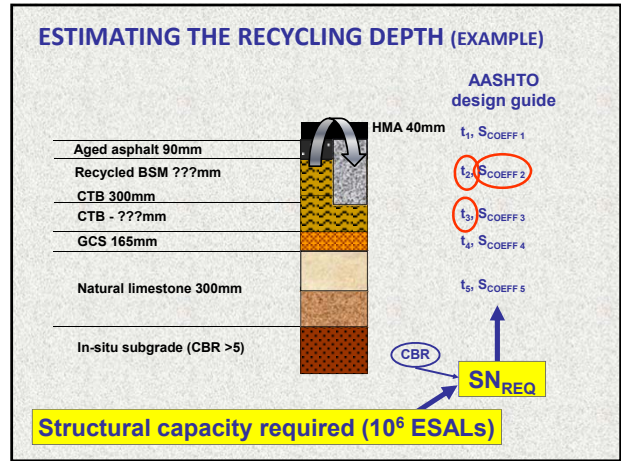 ESTIMATING THE RECYCLING DEPTH (EXAMPLE)
AASHTO
design guide
HMA 40mm
t1, SCOEFF 1
Aged asphalt 90mm
Recycled BSM ???mm
t2, SCOEFF 2
CTB 300mm
CTB - ???mm
t3, SCOEFF 3
GCS 165mm
t4, SCOEFF 4
Natural limestone 300mm
t5, SCOEFF 5
In-situ subgrade (CBR >5)
CBR
SNREQ
Structural capacity required (10⁶ ESALs)